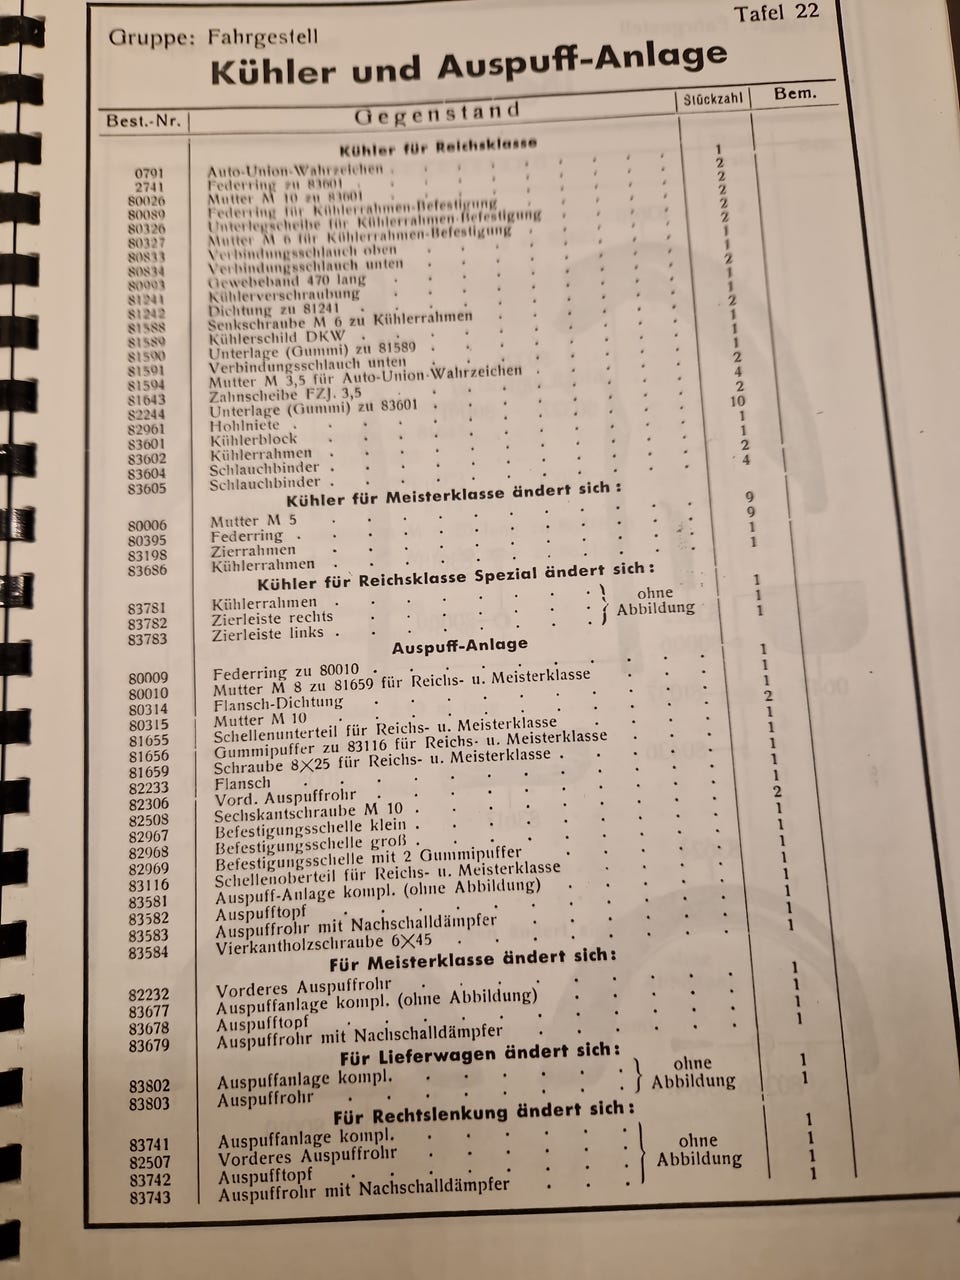 Tafel 22
Gruppe: Fahrgestell
Kühler und Auspuff-Anlage
Best.-Nr. Gegenstand Stückzahl Bem.
Kühler für Reichsklasse
0791 Auto-Union-Wahrzeichen 1
2741 Federring zu 83601 2
80026 Mutter M 10 zu 83601 2
80089 Federring für Kühlerrahmen-Befestigung 2
80326 Unterlegscheibe für Kühlerrahmen-Befestigung 2
80327 Mutter M 6 für Kühlerrahmen-Befestigung 2
80833 Verbindungsschlauch oben 1
80834 Verbindungsschlauch unten 1
Gewebeband 470 lang 2
81241 Kühlerverschraubung 1
81242 Dichtung zu 81241 1
81588 Senkschraube M 6 zu Kühlerrahmen 2
81589 Kühlerschild DKW 1
81590 Unterlage (Gummi) zu 81589 1
81591 Verbindungsschlauch unten 1
81594 Mutter M 3,5 für Auto-Union-Wahrzeichen 2
81643 Zahnscheibe FZJ. 3,5 4
82244 Unterlage (Gummi) zu 83601 2
82961 Hohlniete 10
83601 Kühlerblock 1
83602 Kühlerrahmen 1
83604 Schlauchbinder 2
83605 Schlauchbinder 4
Kühler für Meisterklasse ändert sich:
80006 Mutter M 5 9
80395 Federring 9
83198 Zierrahmen 1
83686 Kühlerrahmen 1
Kühler für Reichsklasse Spezial ändert sich:
83781 Kühlerrahmen ohne 1
83782 Zierleiste rechts Abbildung 1
83783 Zierleiste links 1
Auspuff-Anlage
80009 Federring zu 80010 1
80010 Mutter M 8 zu 81659 für Reichs- u. Meisterklasse 1
80314 Flansch-Dichtung 1
80315 Mutter M 10 2
81655 Schellenunterteil für Reichs- u. Meisterklasse 1
81656 Gummipuffer zu 83116 für Reichs- u. Meisterklasse 1
81659 Schraube 8×25 für Reichs- u. Meisterklasse 1
82233 Flansch 1
82306 Vord. Auspuffrohr 1
82508 Sechskantschraube M 10 2
82967 Befestigungsschelle klein 1
82968 Befestigungsschelle groß 1
82969 Befestigungsschelle mit 2 Gummipuffer 1
83116 Schellenoberteil für Reichs- u. Meisterklasse 1
83581 Auspuff-Anlage kompl. (ohne Abbildung) 1
83582 Auspufftopf 1
83583 Auspuffrohr mit Nachschalldämpfer 1
83584 Vierkantholzschraube 6×45 1
Für Meisterklasse ändert sich:
82232 Vorderes Auspuffrohr 1
83677 Auspuffanlage kompl. (ohne Abbildung) 1
83678 Auspufftopf 1
83679 Auspuffrohr mit Nachschalldämpfer 1
Für Lieferwagen ändert sich:
83802 Auspuffanlage kompl. ohne 1
83803 Auspuffrohr Abbildung 1
Für Rechtslenkung ändert sich:
83741 Auspuffanlage kompl. 1
82507 Vorderes Auspuffrohr ohne 1
83742 Auspufftopf Abbildung 1
83743 Auspuffrohr mit Nachschalldämpfer 1